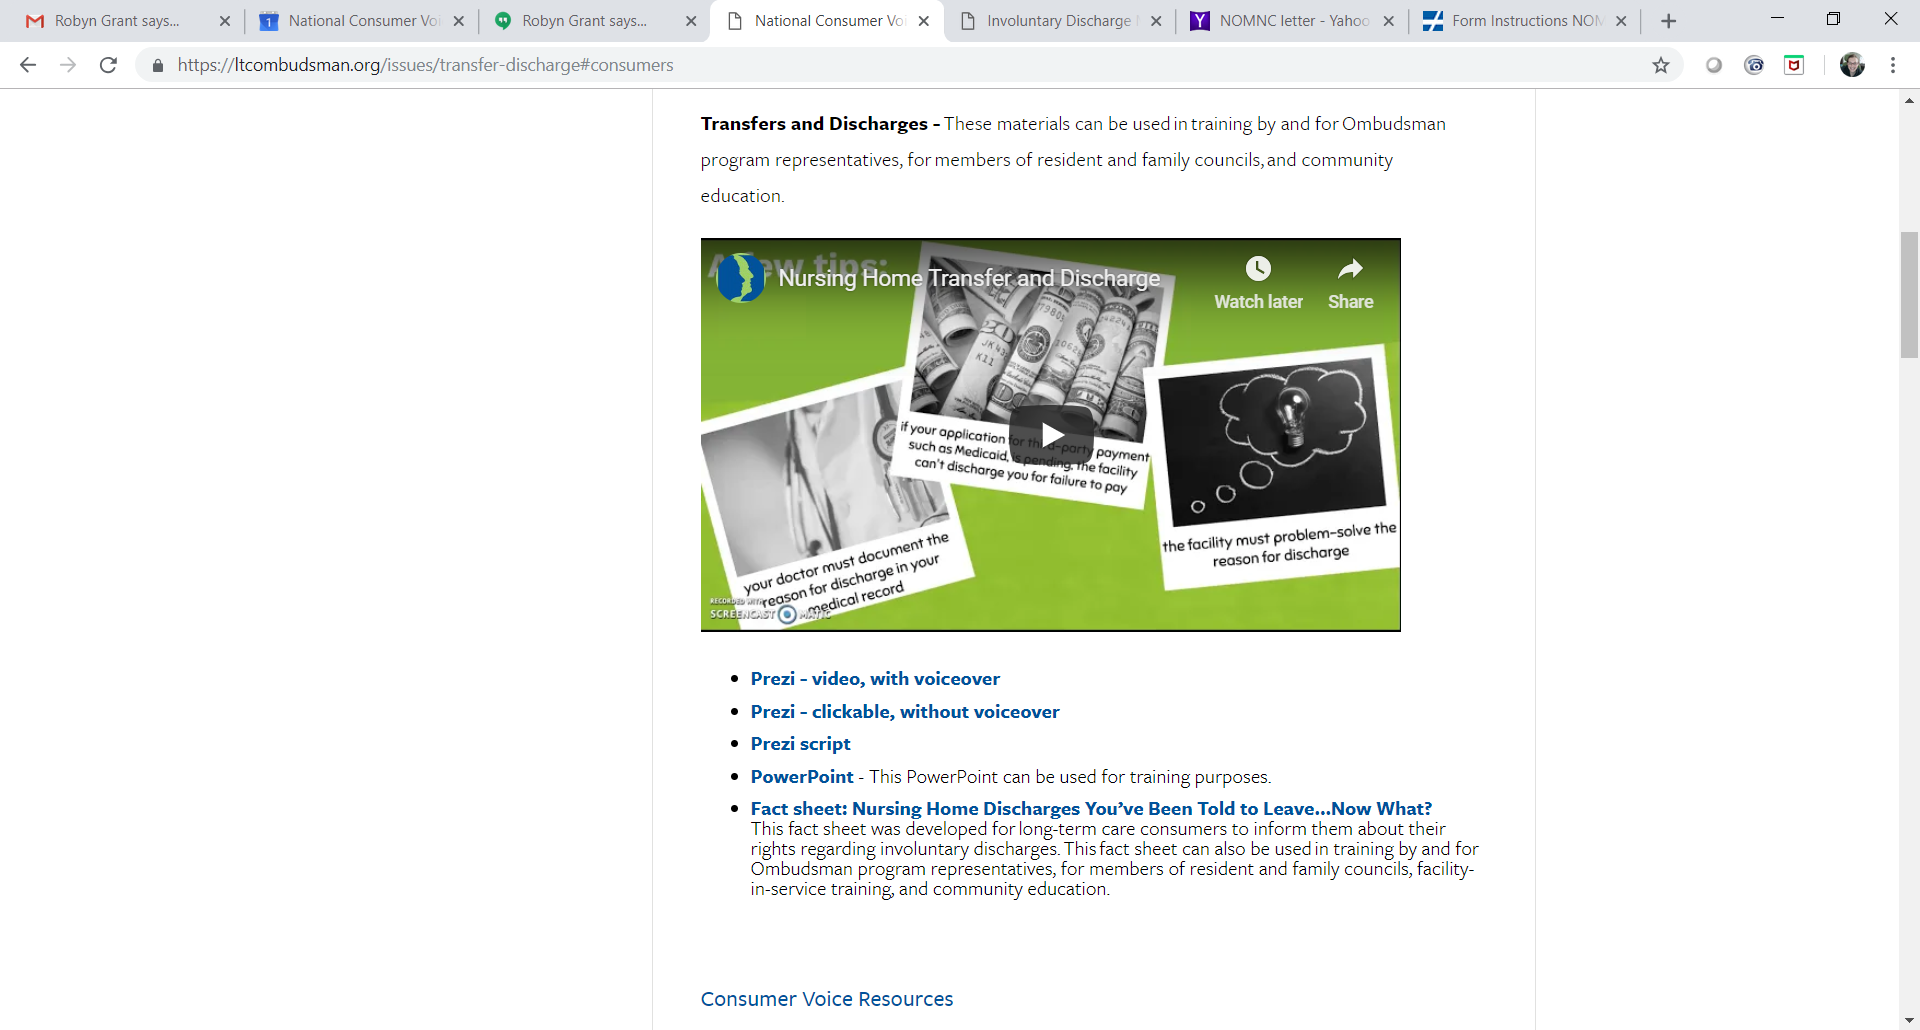 Robyn Grant says...
National Consumer Voi
Robyn Grant says...
National Consumer Voi
Involuntary Discharge
NOMNC letter - Yahoo
Form Instructions NOM
https://ltcombudsman.org/issues/transfer-discharge#consumers
Transfers and Discharges - These materials can be used in training by and for Ombudsman
program representatives, for members of resident and family councils, and community
education.
A few tips:
Nursing Home Transfer and Discharge
Watch later
Share
if your application for third-party payment
such as Medicaid, is pending, the facility
can't discharge you for failure to pay
the facility must problem-solve the
reason for discharge
your doctor must document the
reason for discharge in your
medical record
RECORDED WITH
SCREENCAST MATIC
Prezi - video, with voiceover
Prezi - clickable, without voiceover
Prezi script
PowerPoint - This PowerPoint can be used for training purposes.
Fact sheet: Nursing Home Discharges You've Been Told to Leave...Now What?
This fact sheet was developed for long-term care consumers to inform them about their
rights regarding involuntary discharges. This fact sheet can also be used in training by and for
Ombudsman program representatives, for members of resident and family councils, facility-
in-service training, and community education.
Consumer Voice Resources